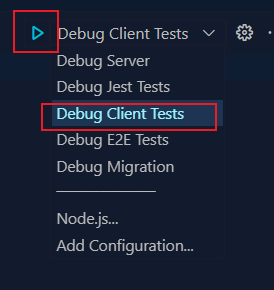 Debug Client Tests
Debug Server
Debug Jest Tests
Debug Client Tests
Debug E2E Tests
Debug Migration
Node.js...
Add Configuration...